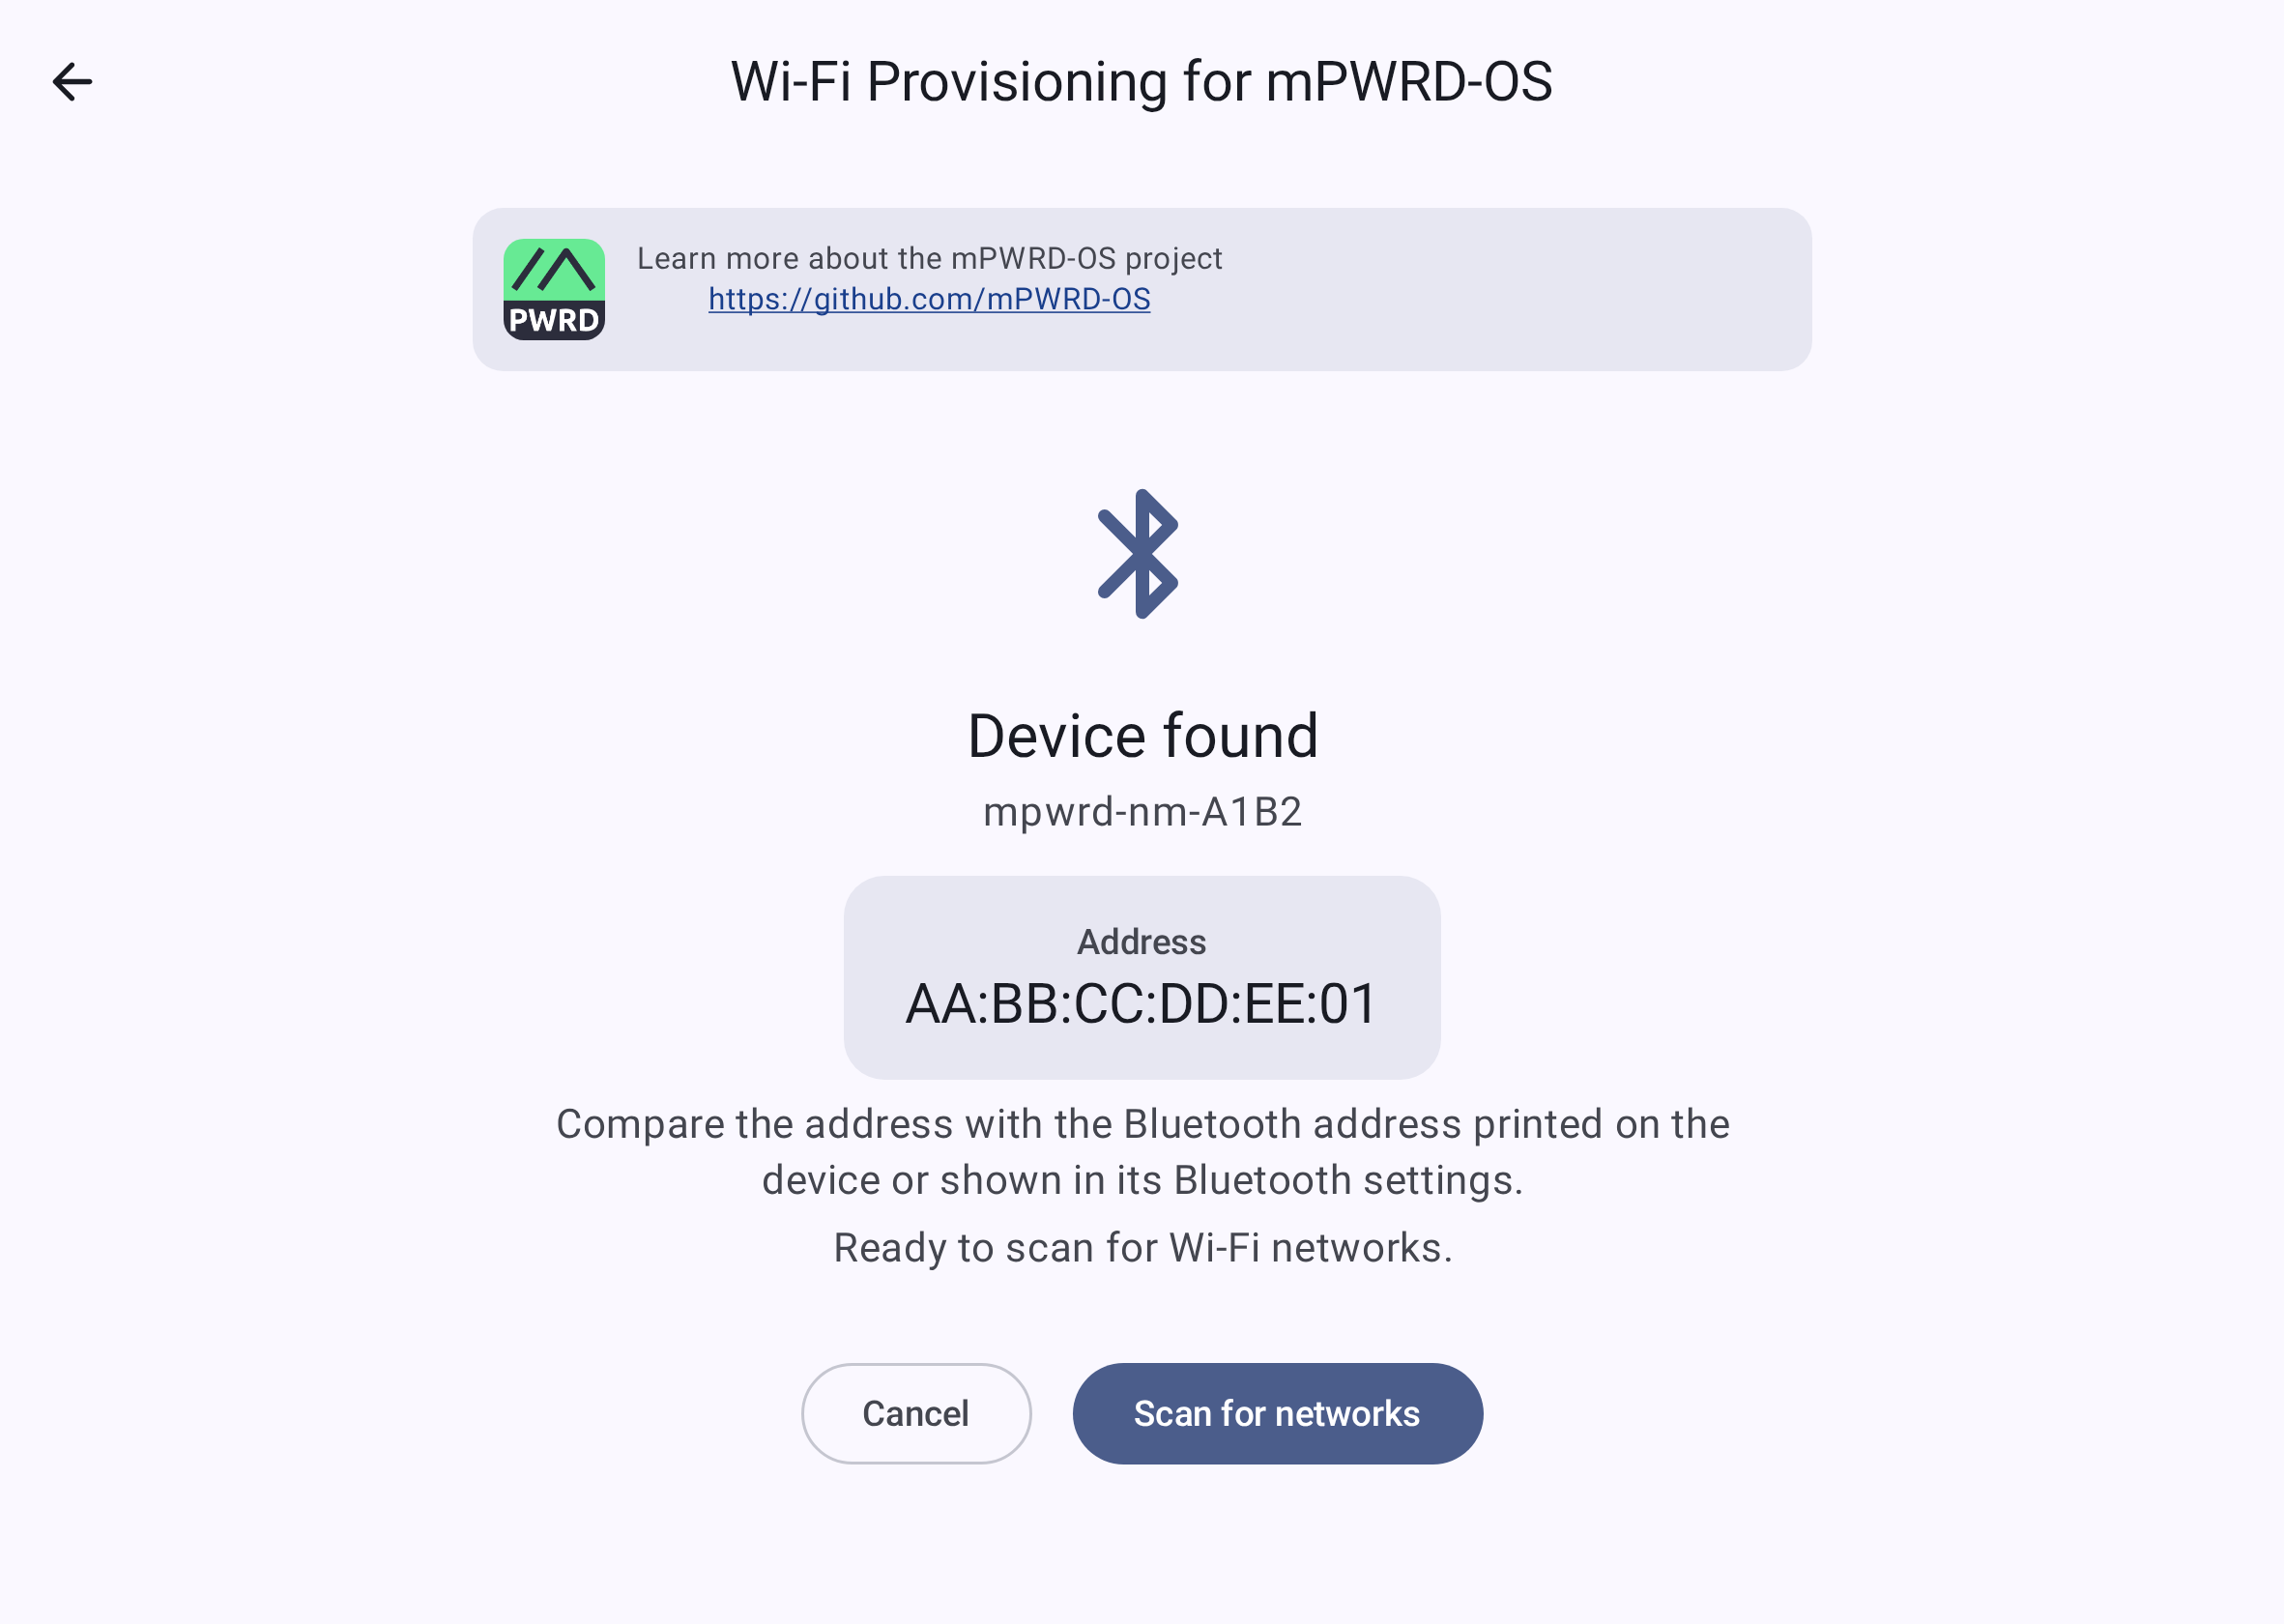 Wi-Fi Provisioning for mPWRD-OS
Learn more about the mPWRD-OS project
https://github.com/mPWRD-OS
PWRD
Device found
mpwrd-nm-A1B2
Address
AA:BB:CC:DD:EE:01
Compare the address with the Bluetooth address printed on the
device or shown in its Bluetooth settings.
Ready to scan for Wi-Fi networks.
Cancel
Scan for networks